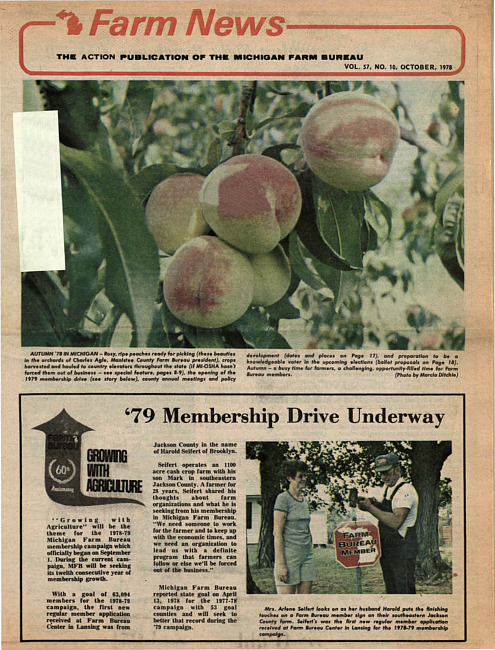 Farm News
THE ACTION PUBLICATION OF THE MICHIGAN FARM BUREAU
VOL. 57, NO. 10, OCTOBER, 1978
AUTUMN '78 IN MICHIGAN – Rosy, ripe peaches ready for picking (these beauties
in the orchards of Charles Agle, Manistee County Farm Bureau president), crops
harvested and hauled to country elevators throughout the state (if MI-OSHA hasn't
forced them out of business – see special feature, pages 8-9), the opening of the
1979 membership drive (see story below), county annual meetings and policy
development (dates and places on Page 17), and preparation to be a
knowledgeable voter in the upcoming elections (ballot proposals on Page 18).
Autumn – a busy time for farmers, a challenging, opportunity-filled time for Farm
Bureau members.
(Photo by Marcia Ditchie)
'79 Membership Drive Underway
FARM
BUREAU
60th
Anniversary
GROWING
WITH
AGRICULTURE
"Growing with
Agriculture" will be the
theme for the 1978-79
Michigan Farm Bureau
membership campaign which
officially began on September
1. During the current cam-
paign, MFB will be seeking
its twelfth consecutive year of
membership growth.
With a goal of 63,094
members for the 1978-79
campaign, the first new
regular member application
received at Farm Bureau
Center in Lansing was from
Jackson County in the name
of Harold Seifert of Brooklyn.
Seifert operates an 1100
acre cash crop farm with his
son Mark in southeastern
Jackson County. A farmer for
28 years, Seifert shared his
thoughts about farm
organizations and what he is
seeking from his membership
in Michigan Farm Bureau.
"We need someone to work
for the farmer and to keep up
with the economic times, and
we need an organization to
lead us with a definite
program that farmers can
follow or else we'll be forced
out of the business."
Michigan Farm Bureau
reported state goal on April
13, 1978 for the 1977-78
campaign with 53 goal
counties and will seek to
better that record during the
'79 campaign.
FARM
BUREAU
MEMBER
Mrs. Arlene Seifert looks on as her husband Harold puts the finishing
touches on a Farm Bureau member sign on their southeastern Jackson
County farm. Seifert's was the first new regular member application
received at Farm Bureau Center in Lansing for the 1978-79 membership
campaign.